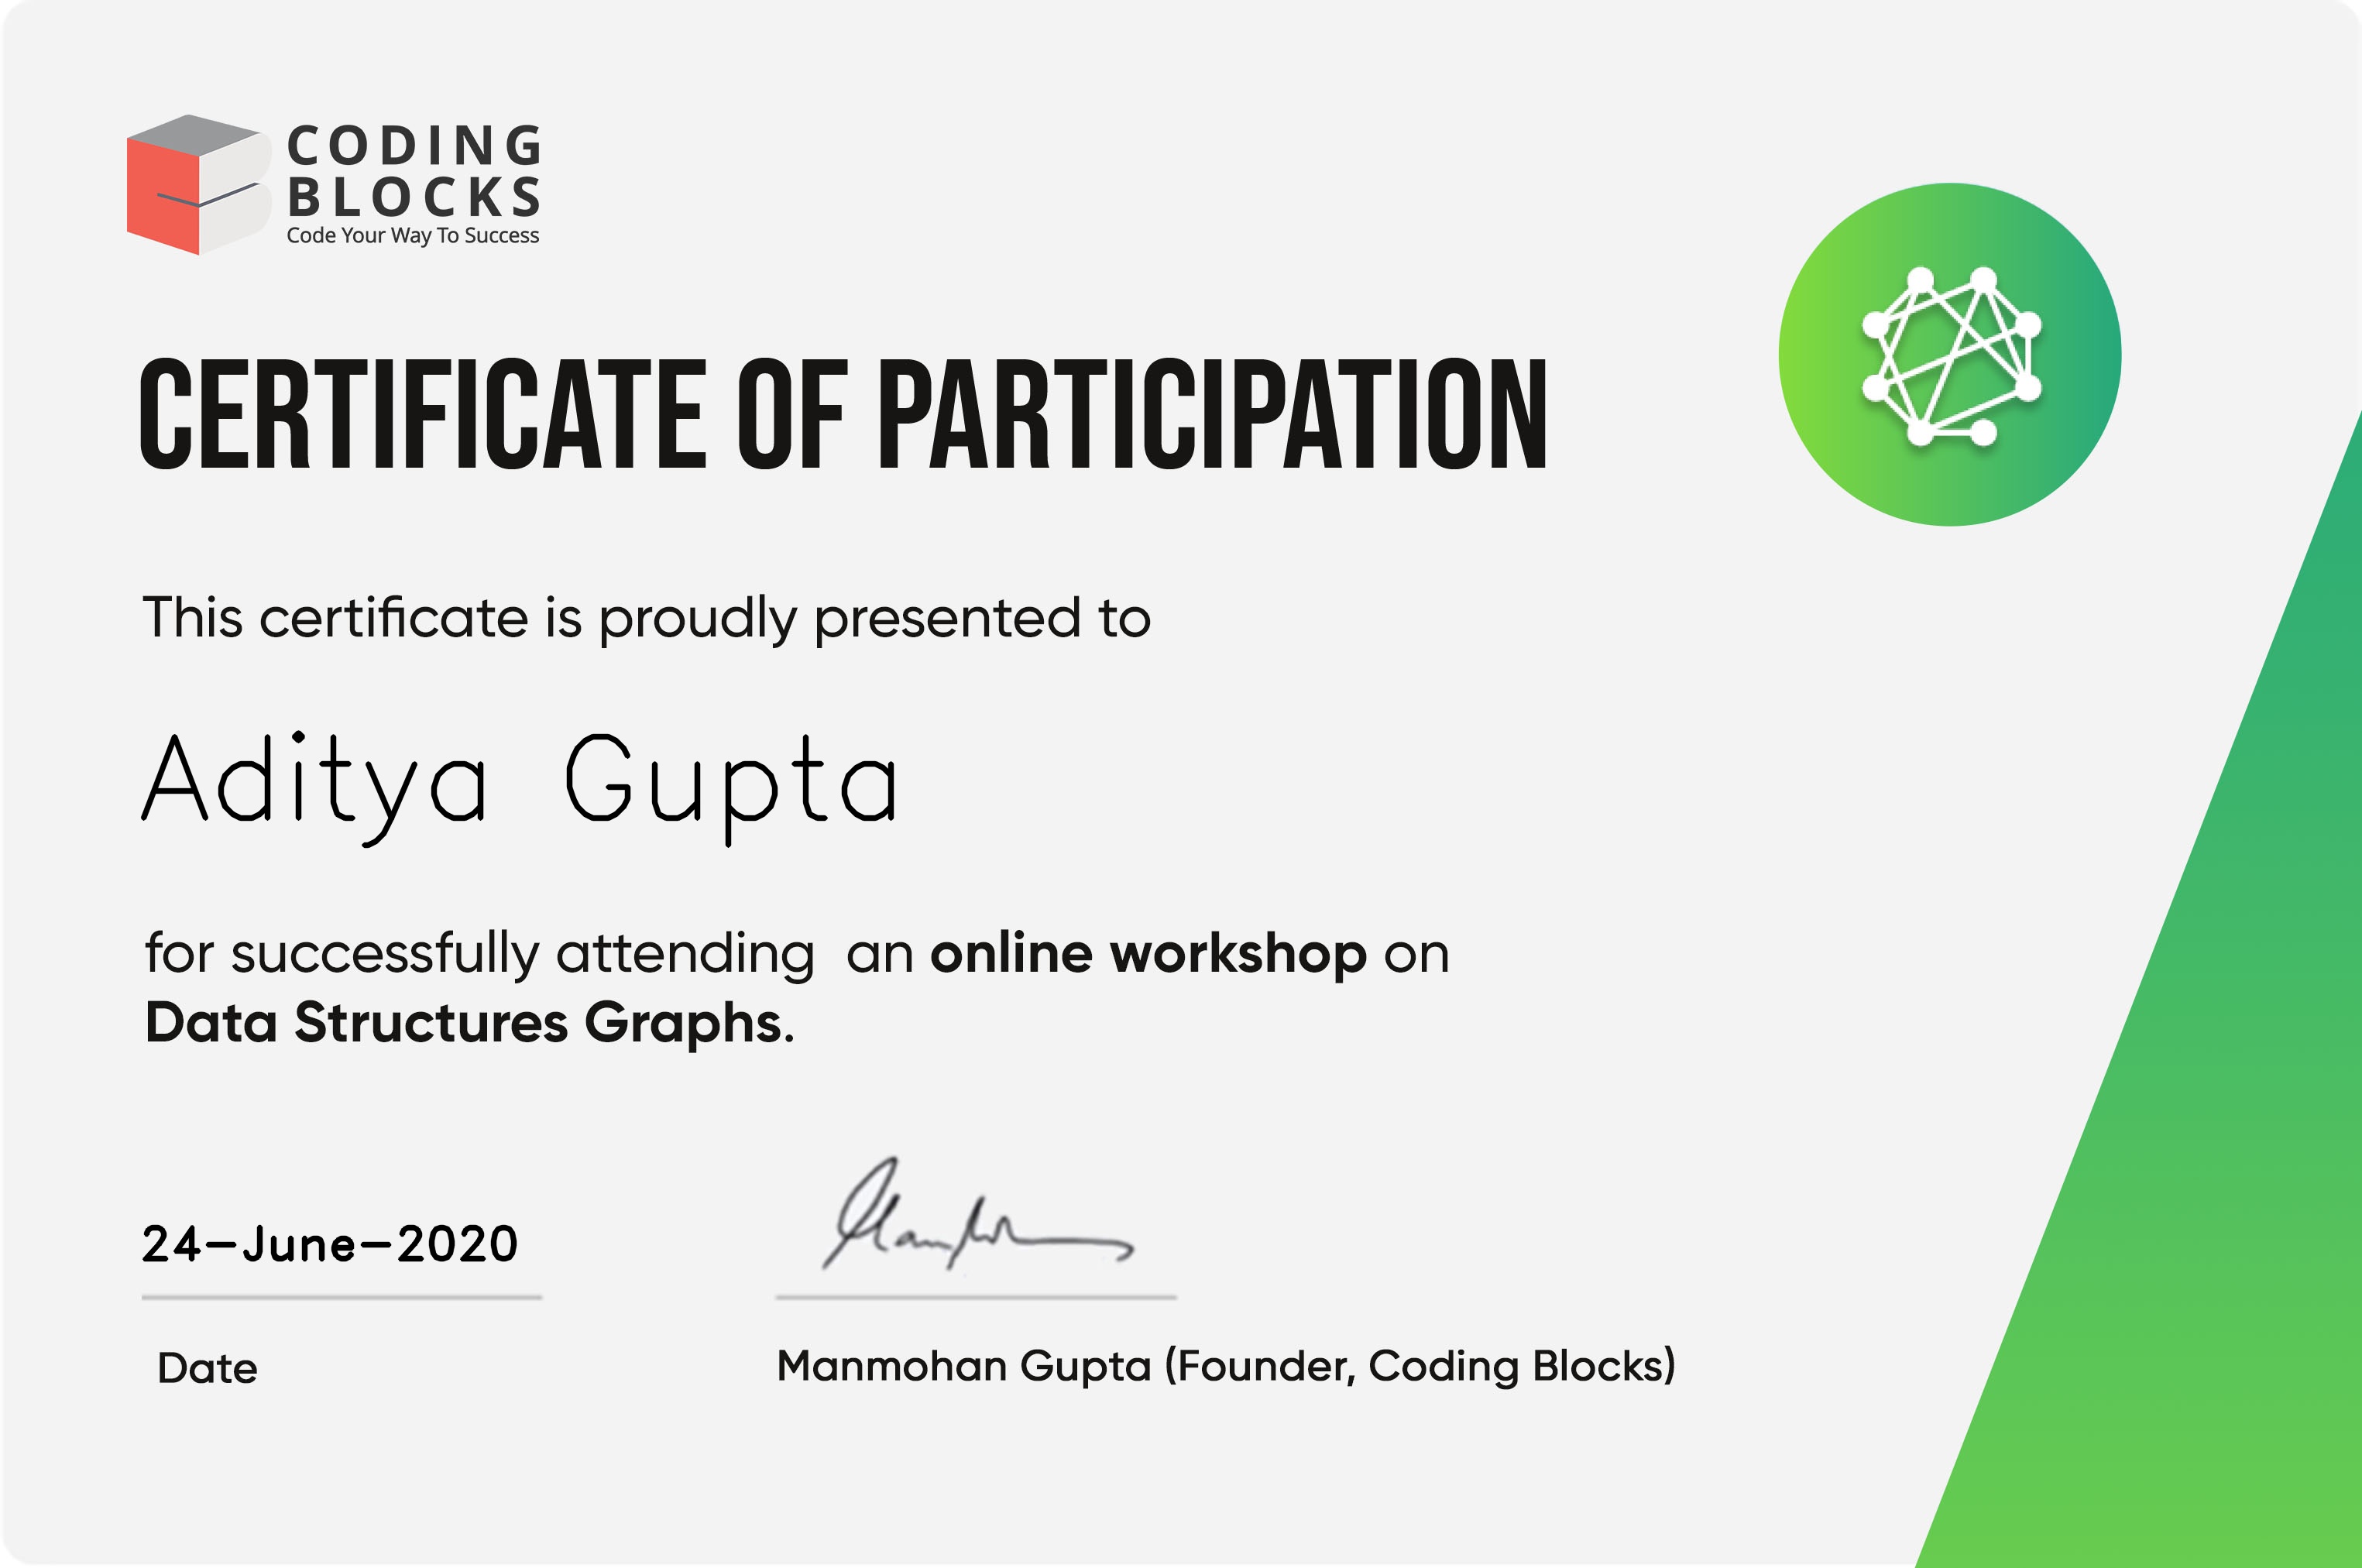 CODING
BLOCKS
Code Your Way To Success
CERTIFICATE OF PARTICIPATION
This certificate is proudly presented to
Aditya Gupta
for successfully attending an online workshop on
Data Structures Graphs.
24-June-2020
Date
Manmohan Gupta (Founder, Coding Blocks)